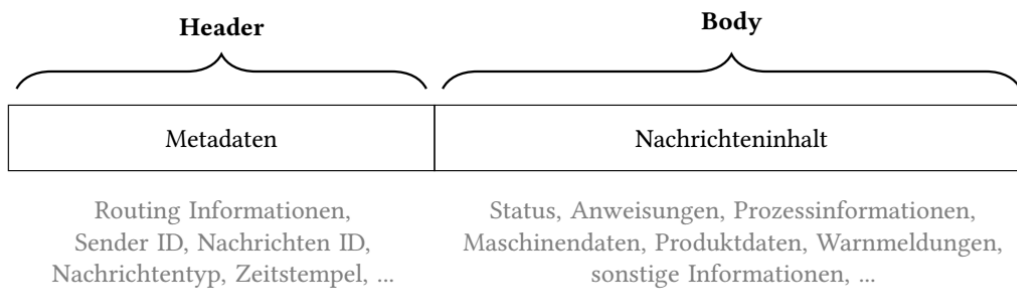 Header
Body
Metadaten
Nachrichteninhalt
Routing Informationen,
Sender ID, Nachrichten ID,
Nachrichtentyp, Zeitstempel, ...
Status, Anweisungen, Prozessinformationen,
Maschinendaten, Produktdaten, Warnmeldungen,
sonstige Informationen, ...